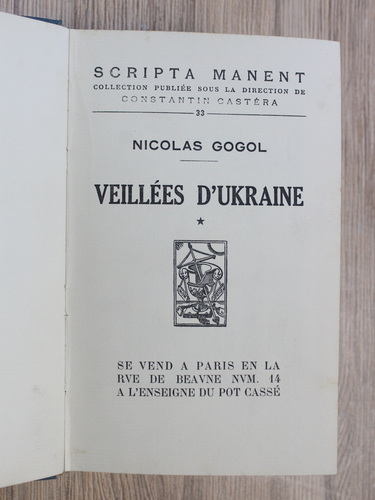 SCRIPTA MANENT
COLLECTION PUBLIÉE SOUS LA DIRECTION DE
CONSTANTIN CASTÉRA
33
NICOLAS GOGOL
VEILLÉES D'UKRAINE
*
SE VEND A PARIS EN LA
RVE DE BEAVNE NVM. 14
A L'ENSEIGNE DU POT CASSÉ